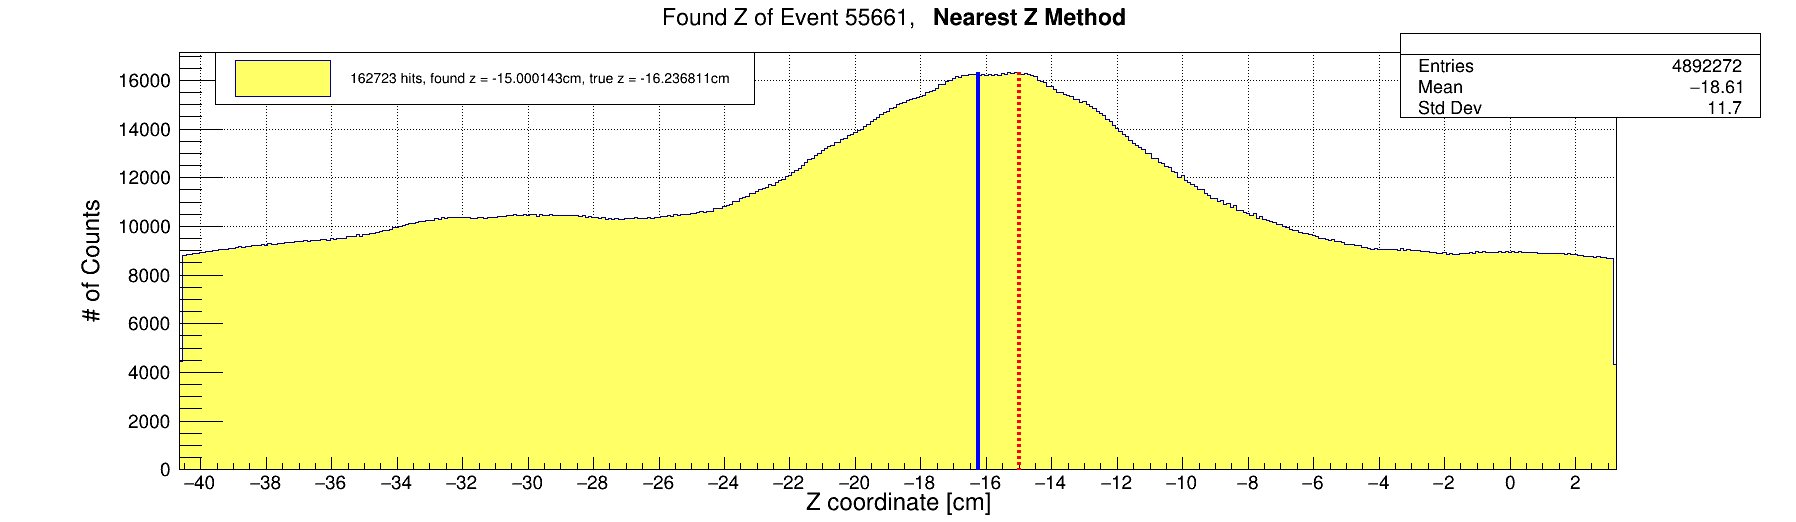 Found Z of Event 55661, Nearest Z Method
162723 hits, found z = -15.000143cm, true z = -16.236811cm
Entries 4892272
Mean −18.61
Std Dev 11.7
# of Counts
16000
14000
12000
10000
8000
6000
4000
2000
0
−40 −38 −36 −34 −32 −30 −28 −26 −24 −22 −20 −18 −16 −14 −12 −10 −8 −6 −4 −2 0 2
Z coordinate [cm]